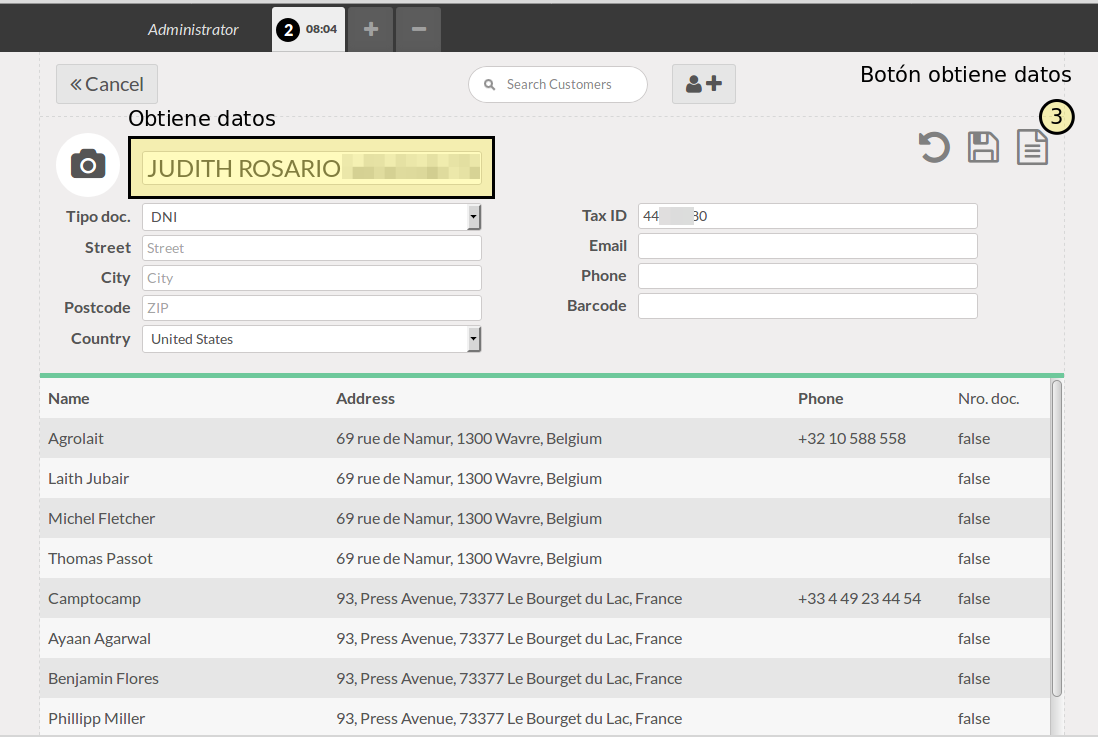 Administrator 2 08:04
Cancel Search Customers Botón obtiene datos
Obtiene datos 3
JUDITH ROSARIO
Tipo doc. DNI Tax ID 44 80
Street Street Email
City City Phone
Postcode ZIP Barcode
Country United States
Name Address Phone Nro. doc.
Agrolait 69 rue de Namur, 1300 Wavre, Belgium +32 10 588 558 false
Laith Jubair 69 rue de Namur, 1300 Wavre, Belgium false
Michel Fletcher 69 rue de Namur, 1300 Wavre, Belgium false
Thomas Passot 69 rue de Namur, 1300 Wavre, Belgium false
Camptocamp 93, Press Avenue, 73377 Le Bourget du Lac, France +33 4 49 23 44 54 false
Ayaan Agarwal 93, Press Avenue, 73377 Le Bourget du Lac, France false
Benjamin Flores 93, Press Avenue, 73377 Le Bourget du Lac, France false
Phillipp Miller 93, Press Avenue, 73377 Le Bourget du Lac, France false